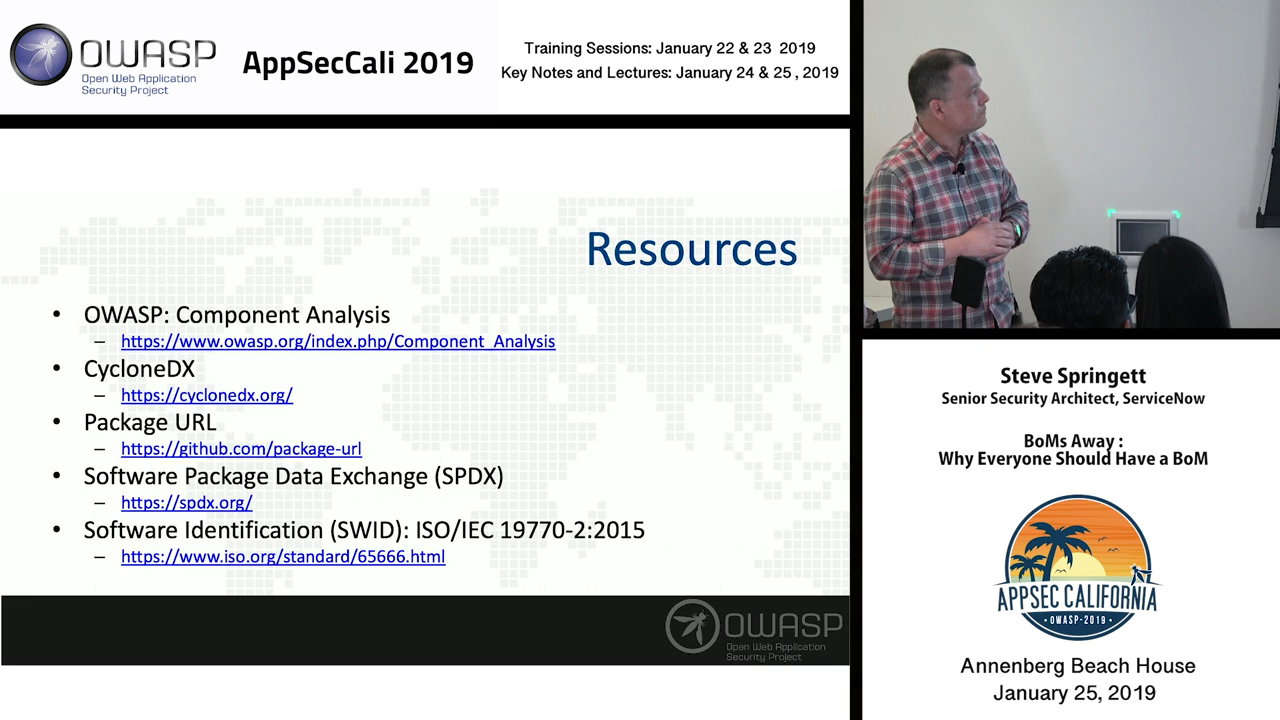 OWASP
Open Web Application
Security Project
AppSecCali 2019
Training Sessions: January 22 & 23 2019
Key Notes and Lectures: January 24 & 25 , 2019
Resources
• OWASP: Component Analysis
– https://www.owasp.org/index.php/Component_Analysis
• CycloneDX
– https://cyclonedx.org/
• Package URL
– https://github.com/package-url
• Software Package Data Exchange (SPDX)
– https://spdx.org/
• Software Identification (SWID): ISO/IEC 19770-2:2015
– https://www.iso.org/standard/65666.html
OWASP
Open Web Application
Security Project
Steve Springett
Senior Security Architect, ServiceNow
BoMs Away :
Why Everyone Should Have a BoM
APPSEC CALIFORNIA
• OWASP-2019 •
Annenberg Beach House
January 25, 2019